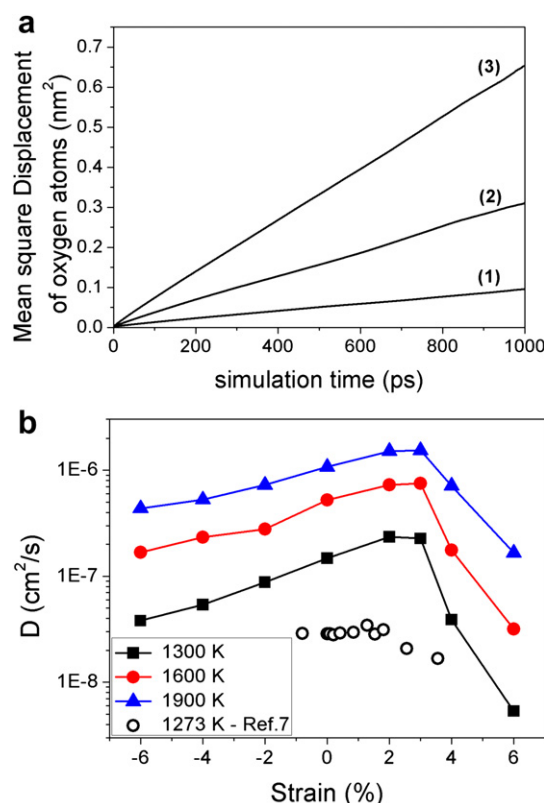 a
Mean square Displacement
of oxygen atoms (nm²)
0.7
0.6
0.5
0.4
0.3
0.2
0.1
0.0
(3)
(2)
(1)
0 200 400 600 800 1000
simulation time (ps)
b
D (cm²/s)
1E-6
1E-7
1E-8
1300 K
1600 K
1900 K
1273 K - Ref.7
-6 -4 -2 0 2 4 6
Strain (%)